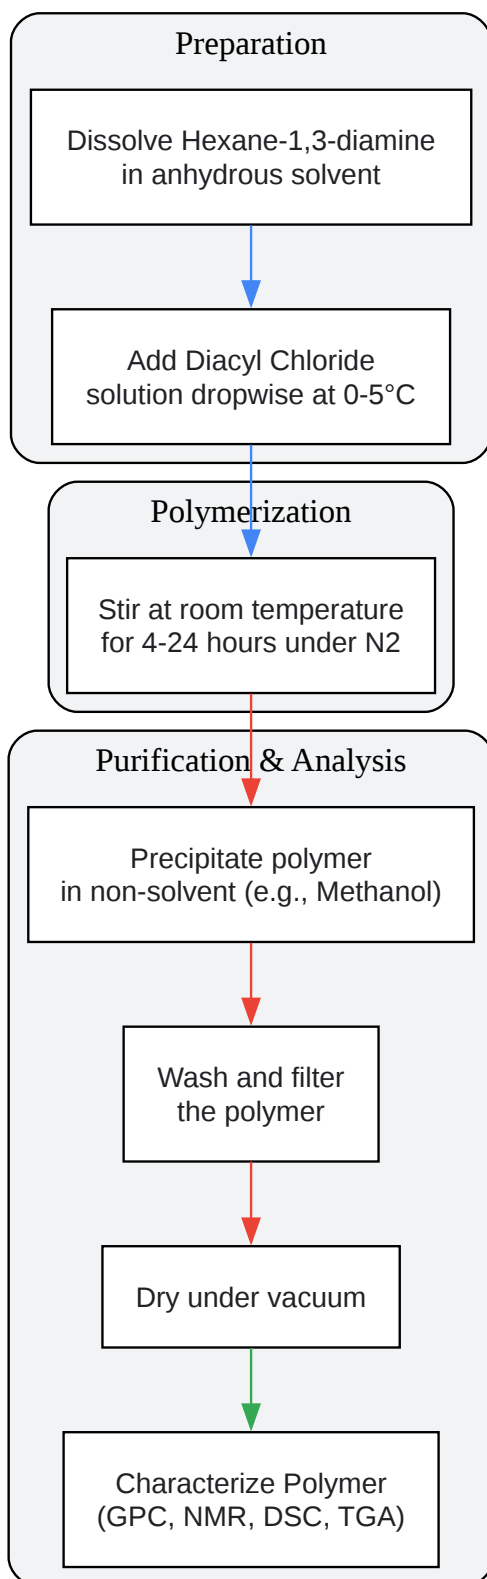 Preparation
Dissolve Hexane-1,3-diamine
in anhydrous solvent
Add Diacyl Chloride
solution dropwise at 0-5°C
Polymerization
Stir at room temperature
for 4-24 hours under N2
Purification & Analysis
Precipitate polymer
in non-solvent (e.g., Methanol)
Wash and filter
the polymer
Dry under vacuum
Characterize Polymer
(GPC, NMR, DSC, TGA)